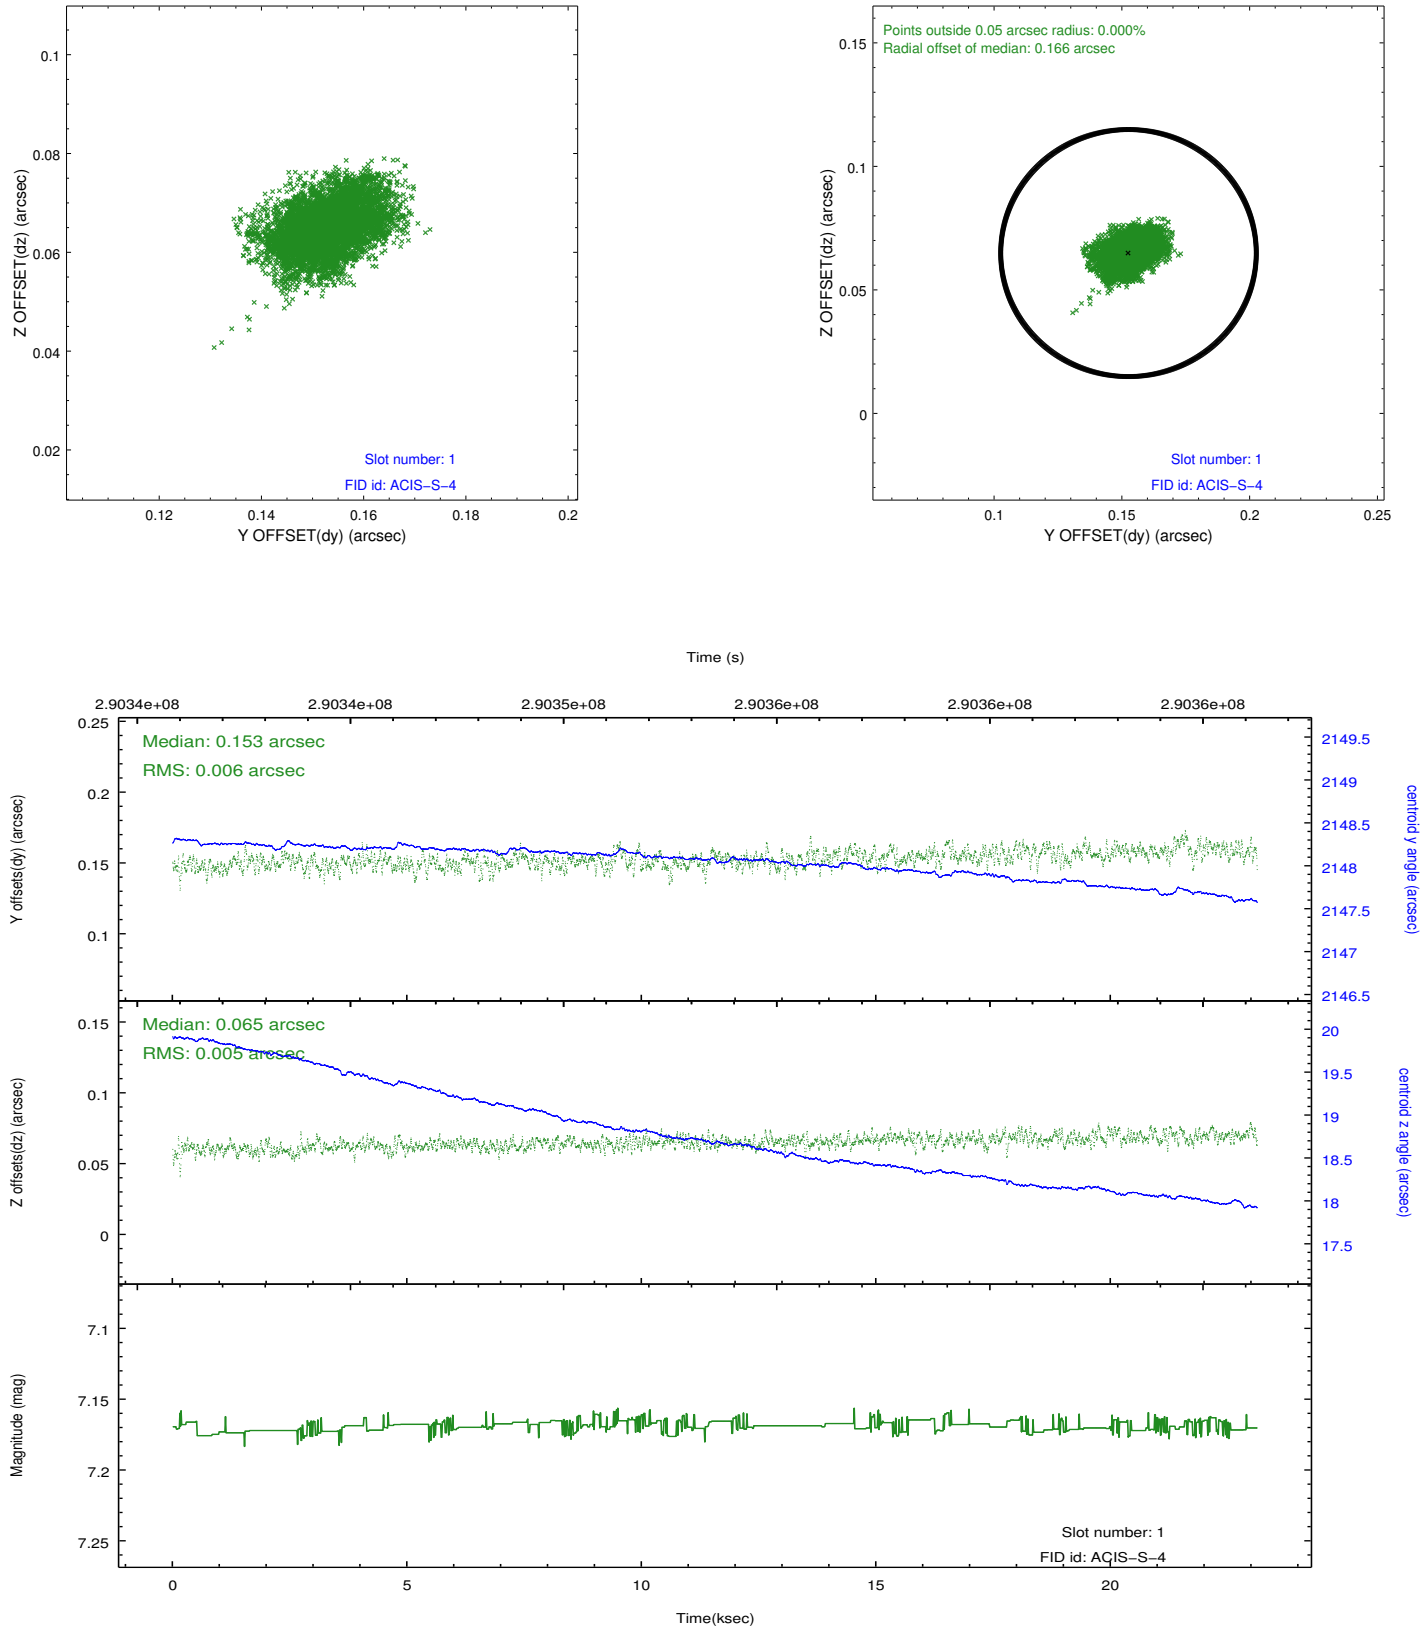 0.1
0.08
0.06
0.04
0.02
Z OFFSET(dz) (arcsec)
Slot number: 1
FID id: ACIS−S−4
0.12 0.14 0.16 0.18 0.2
Y OFFSET(dy) (arcsec)
Points outside 0.05 arcsec radius: 0.000%
Radial offset of median: 0.166 arcsec
0.15
0.1
0.05
0
Z OFFSET(dz) (arcsec)
Slot number: 1
FID id: ACIS−S−4
0.1 0.15 0.2 0.25
Y OFFSET(dy) (arcsec)
Time (s)
2.9034e+08 2.9034e+08 2.9035e+08 2.9036e+08 2.9036e+08 2.9036e+08
Median: 0.153 arcsec
RMS: 0.006 arcsec
0.25
0.2
0.15
0.1
Y offsets(dy) (arcsec)
2149.5
2149
2148.5
2148
2147.5
2147
2146.5
centroid y angle (arcsec)
Median: 0.065 arcsec
RMS: 0.005 arcsec
0.15
0.1
0.05
0
Z offsets(dz) (arcsec)
20
19.5
19
18.5
18
17.5
centroid z angle (arcsec)
7.1
7.15
7.2
7.25
Magnitude (mag)
Slot number: 1
FID id: ACIS−S−4
0 5 10 15 20
Time(ksec)